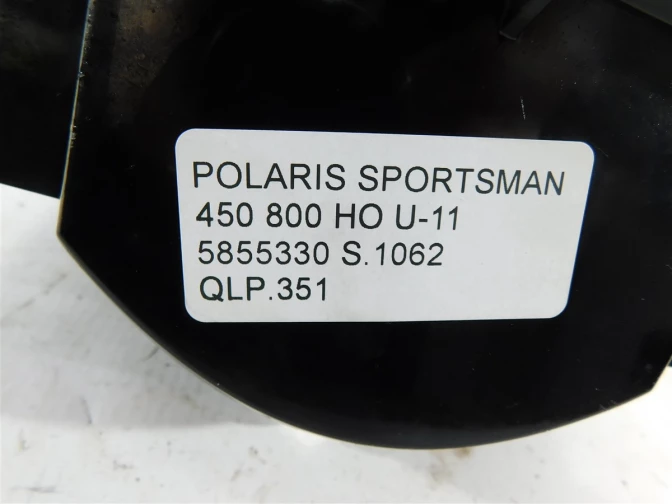 POLARIS SPORTSMAN
450 800 HO U-11
5855330 S.1062
QLP.351